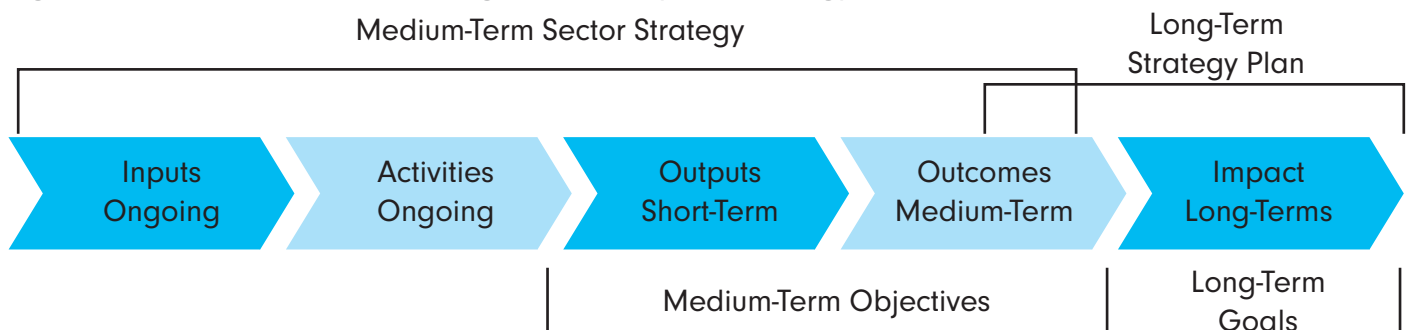 Medium-Term Sector Strategy
Long-Term
Strategy Plan
Inputs
Ongoing
Activities
Ongoing
Outputs
Short-Term
Outcomes
Medium-Term
Impact
Long-Terms
Medium-Term Objectives
Long-Term
Goals